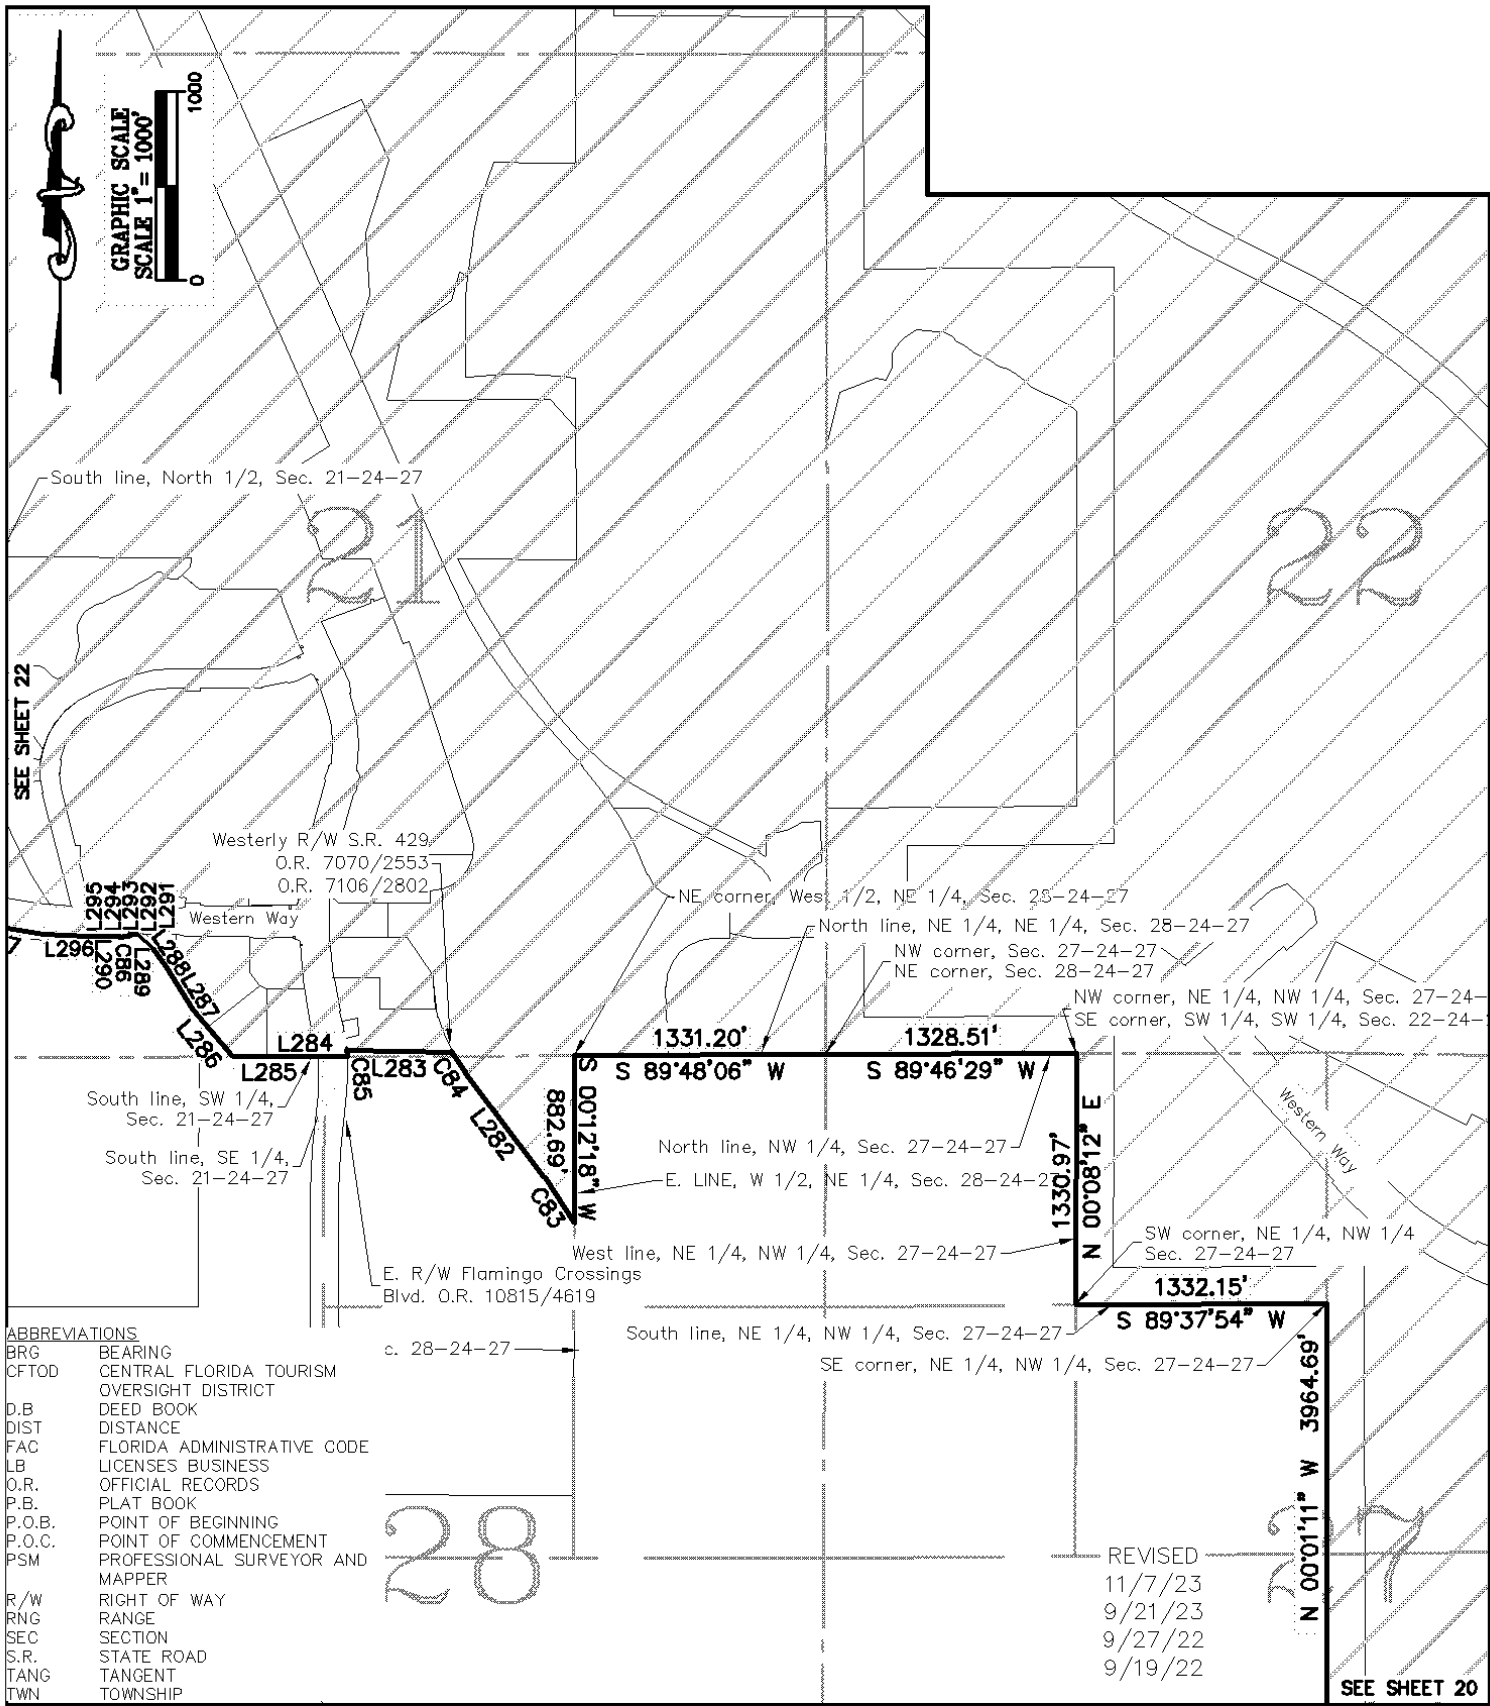 GRAPHIC SCALE
SCALE 1" = 1000'
0
1000
South line, North 1/2, Sec. 21-24-27
21
22
SEE SHEET 22
Westerly R/W S.R. 429,
O.R. 7070/2553
O.R. 7106/2802
Western Way
L295
L294
L293
L292
L291
7
L296
L290
C86
L289
L288
L287
L286
L285
L284
C85
L283
C84
L282
C83
NE corner, West 1/2, NE 1/4, Sec. 28-24-27
North line, NE 1/4, NE 1/4, Sec. 28-24-27
NW corner, Sec. 27-24-27
NE corner, Sec. 28-24-27
NW corner, NE 1/4, NW 1/4, Sec. 27-24-
SE corner, SW 1/4, SW 1/4, Sec. 22-24-
1331.20'
S 89°48'06" W
1328.51'
S 89°46'29" W
South line, SW 1/4,
Sec. 21-24-27
South line, SE 1/4,
Sec. 21-24-27
S 00°12'18" W
882.69'
North line, NW 1/4, Sec. 27-24-27
E. LINE, W 1/2, NE 1/4, Sec. 28-24-27
1330.97'
N 00°08'12" E
Western Way
West line, NE 1/4, NW 1/4, Sec. 27-24-27
SW corner, NE 1/4, NW 1/4
Sec. 27-24-27
E. R/W Flamingo Crossings
Blvd. O.R. 10815/4619
1332.15'
S 89°37'54" W
South line, NE 1/4, NW 1/4, Sec. 27-24-27
c. 28-24-27
SE corner, NE 1/4, NW 1/4, Sec. 27-24-27
N 00°01'11" W 3964.69'
28
27
ABBREVIATIONS
BRG BEARING
CFTOD CENTRAL FLORIDA TOURISM
OVERSIGHT DISTRICT
D.B DEED BOOK
DIST DISTANCE
FAC FLORIDA ADMINISTRATIVE CODE
LB LICENSES BUSINESS
O.R. OFFICIAL RECORDS
P.B. PLAT BOOK
P.O.B. POINT OF BEGINNING
P.O.C. POINT OF COMMENCEMENT
PSM PROFESSIONAL SURVEYOR AND
MAPPER
R/W RIGHT OF WAY
RNG RANGE
SEC SECTION
S.R. STATE ROAD
TANG TANGENT
TWN TOWNSHIP
REVISED
11/7/23
9/21/23
9/27/22
9/19/22
SEE SHEET 20